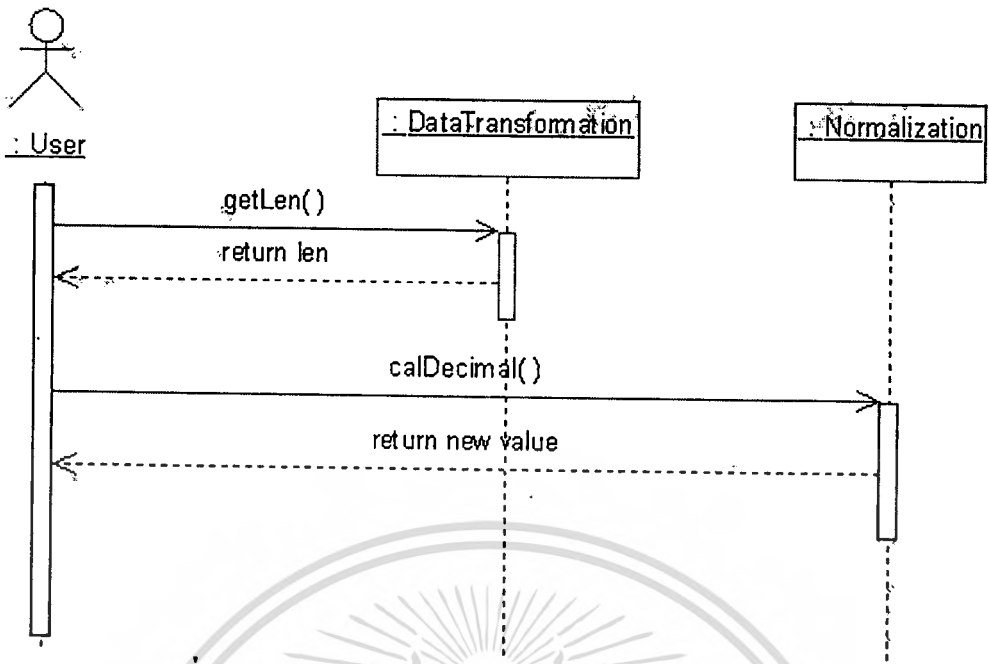 : User
: DataTransformation
: Normalization
getLen( )
return len
calDecimal( )
return new value